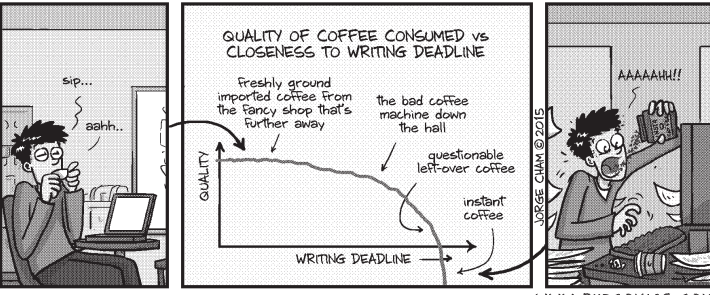 sip...
aahh..
QUALITY OF COFFEE CONSUMED vs
CLOSENESS TO WRITING DEADLINE
freshly ground
imported coffee from
the fancy shop that's
further away
the bad coffee
machine down
the hall
questionable
left-over coffee
instant
coffee
QUALITY
WRITING DEADLINE
JORGE CHAM © 2015
AAAAAHH!!